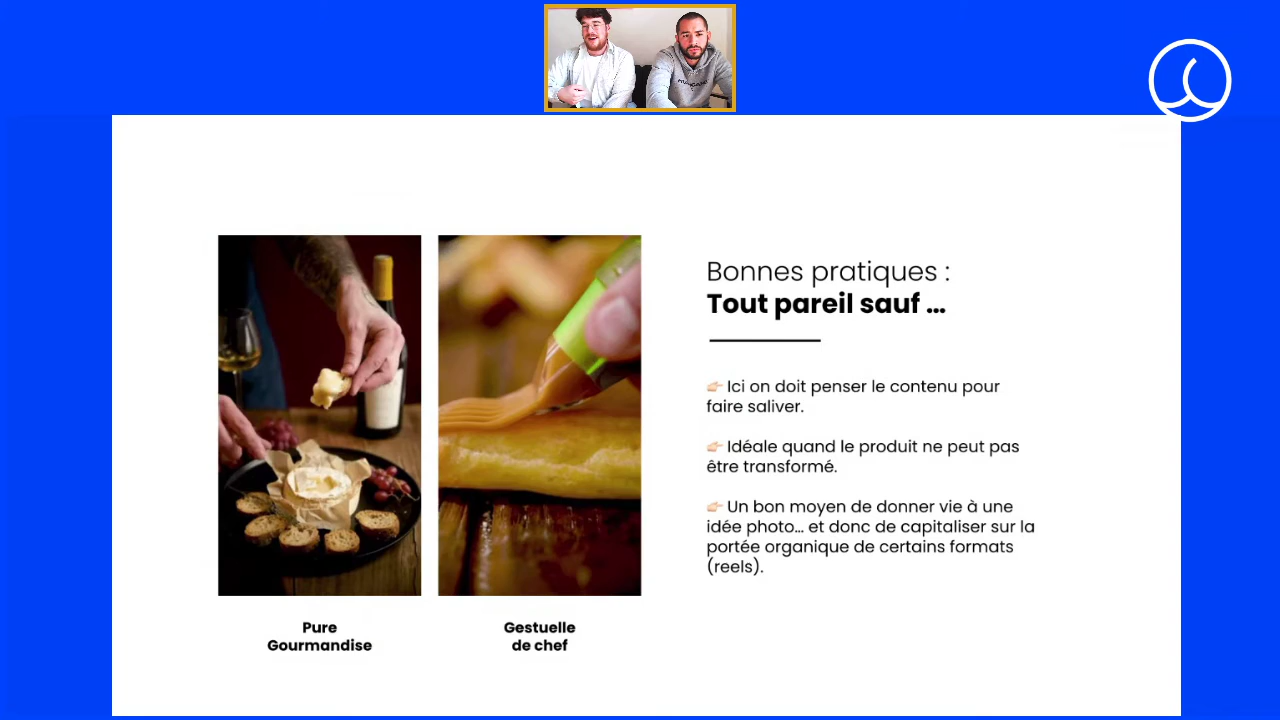 Bonnes pratiques :
Tout pareil sauf ...
👉🏻 Ici on doit penser le contenu pour
faire saliver.
👉🏻 Idéale quand le produit ne peut pas
être transformé.
👉🏻 Un bon moyen de donner vie à une
idée photo... et donc de capitaliser sur la
portée organique de certains formats
(reels).
Pure
Gourmandise
Gestuelle
de chef